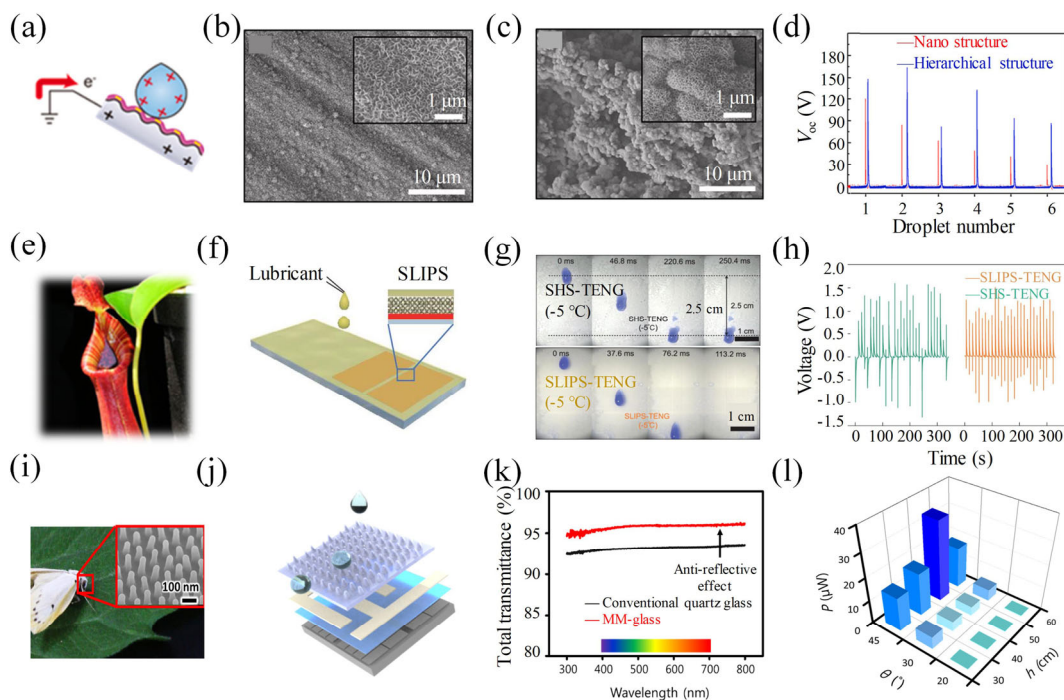 (a)
e-
(b)
1 μm
10 μm
(c)
1 μm
10 μm
(d)
Nano structure
Hierarchical structure
Voc (V)
180
150
120
90
60
30
0
1 2 3 4 5 6
Droplet number
(e)
(f)
Lubricant
SLIPS
(g)
0 ms 46.8 ms 220.6 ms 250.4 ms
SHS-TENG
(-5 °C)
2.5 cm
2.5 cm
SHS-TENG
(-5°C)
1 cm
0 ms 37.6 ms 76.2 ms 113.2 ms
SLIPS-TENG
(-5 °C)
SLIPS-TENG
(-5°C)
1 cm
(h)
SLIPS-TENG
SHS-TENG
Voltage (V)
2.0
1.5
1.0
0.5
0.0
-0.5
-1.0
-1.5
0 100 200 300 0 100 200 300
Time (s)
(i)
100 nm
(j)
(k)
Total transmittance (%)
100
95
90
85
80
Anti-reflective
effect
Conventional quartz glass
MM-glass
300 400 500 600 700 800
Wavelength (nm)
(l)
P (μW)
40
30
20
10
0
45 30 20
θ (°)
30 40 50 60
h (cm)